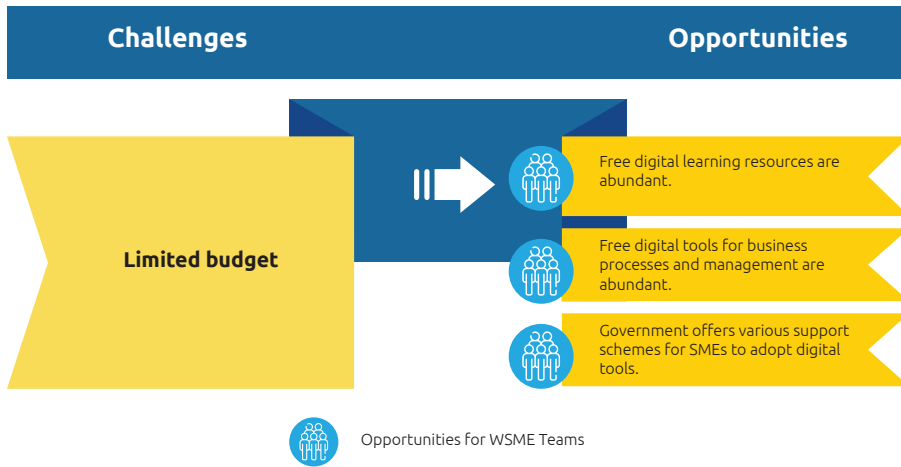 Challenges
Opportunities
Limited budget
Free digital learning resources are
abundant.
Free digital tools for business
processes and management are
abundant.
Government offers various support
schemes for SMEs to adopt digital
tools.
Opportunities for WSME Teams